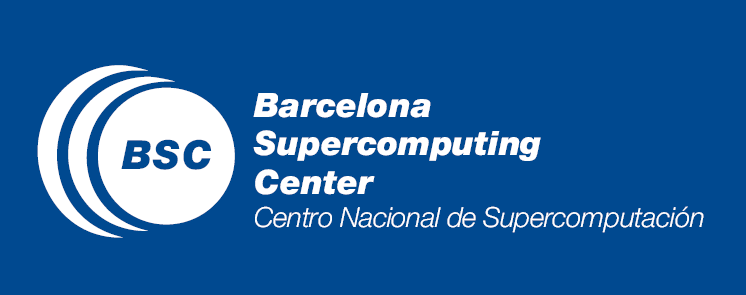 BSC
Barcelona
Supercomputing
Center
Centro Nacional de Supercomputación